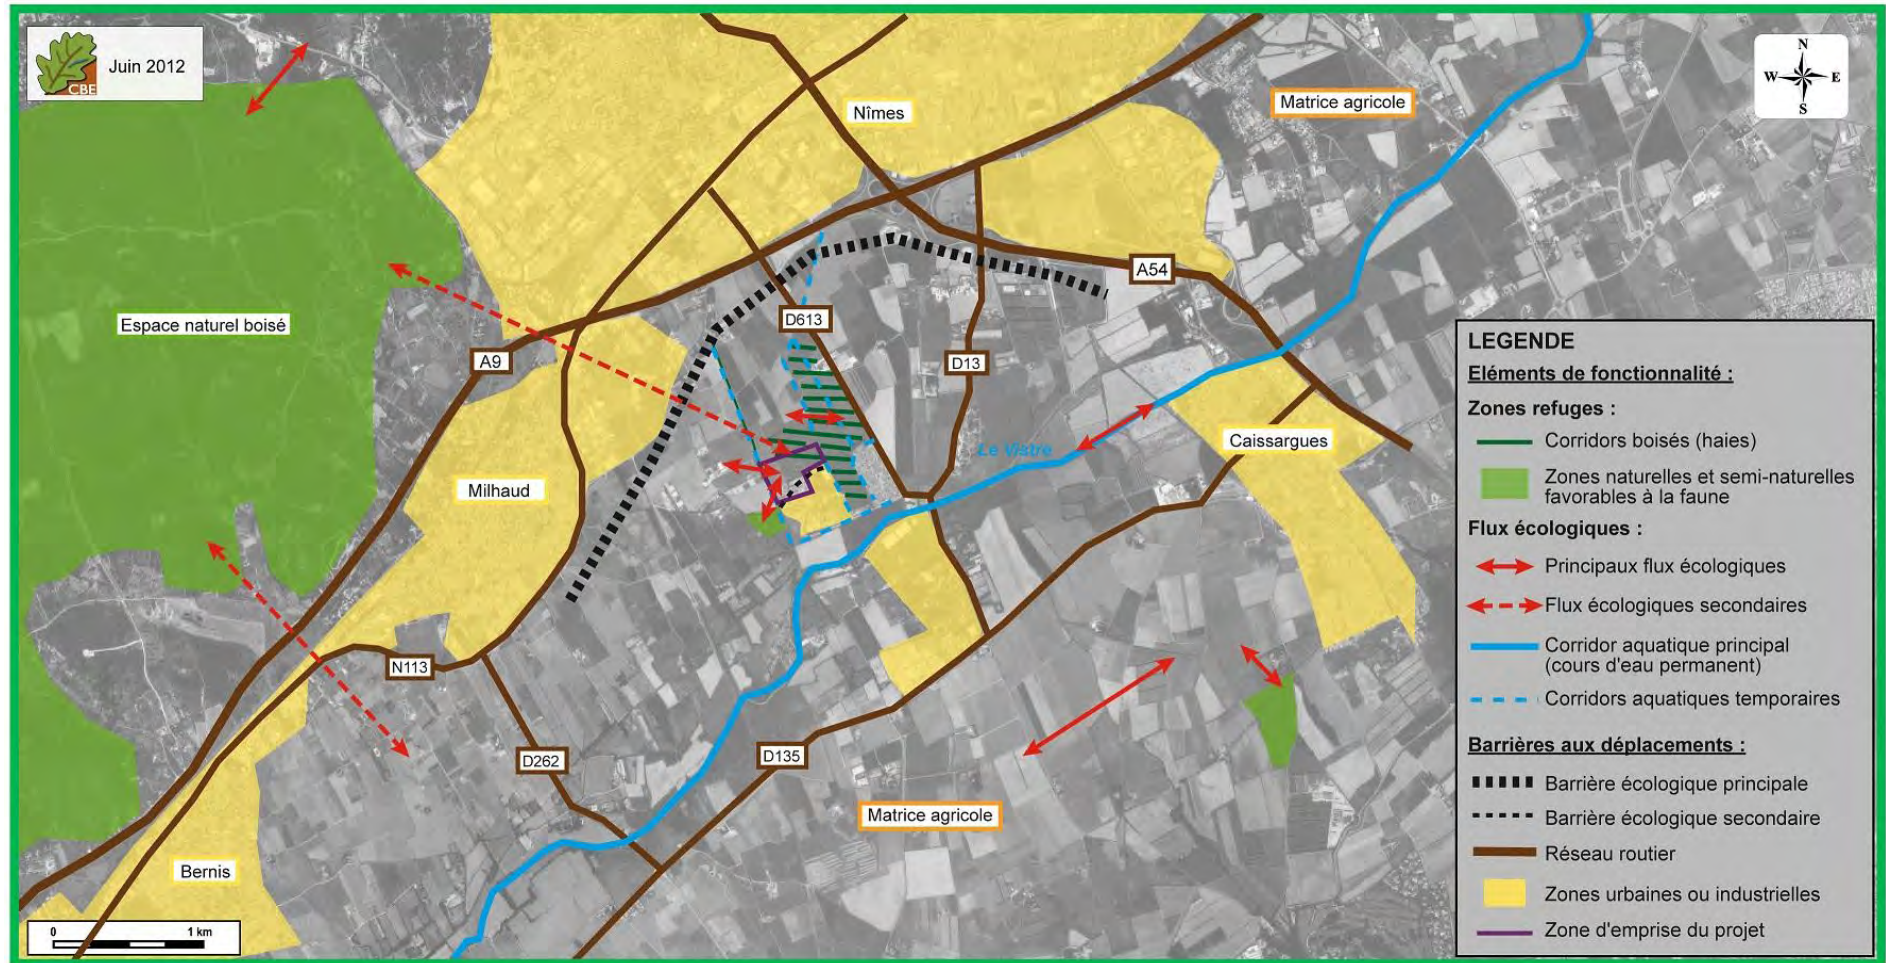 CBE
Juin 2012
N
W
E
S
Nîmes
Matrice agricole
A54
Espace naturel boisé
D613
A9
D13
Le Vistre
Caissargues
Milhaud
N113
D262
D135
Matrice agricole
Bernis
0
1 km
LEGENDE
Eléments de fonctionnalité :
Zones refuges :
Corridors boisés (haies)
Zones naturelles et semi-naturelles
favorables à la faune
Flux écologiques :
Principaux flux écologiques
Flux écologiques secondaires
Corridor aquatique principal
(cours d'eau permanent)
Corridors aquatiques temporaires
Barrières aux déplacements :
Barrière écologique principale
Barrière écologique secondaire
Réseau routier
Zones urbaines ou industrielles
Zone d'emprise du projet